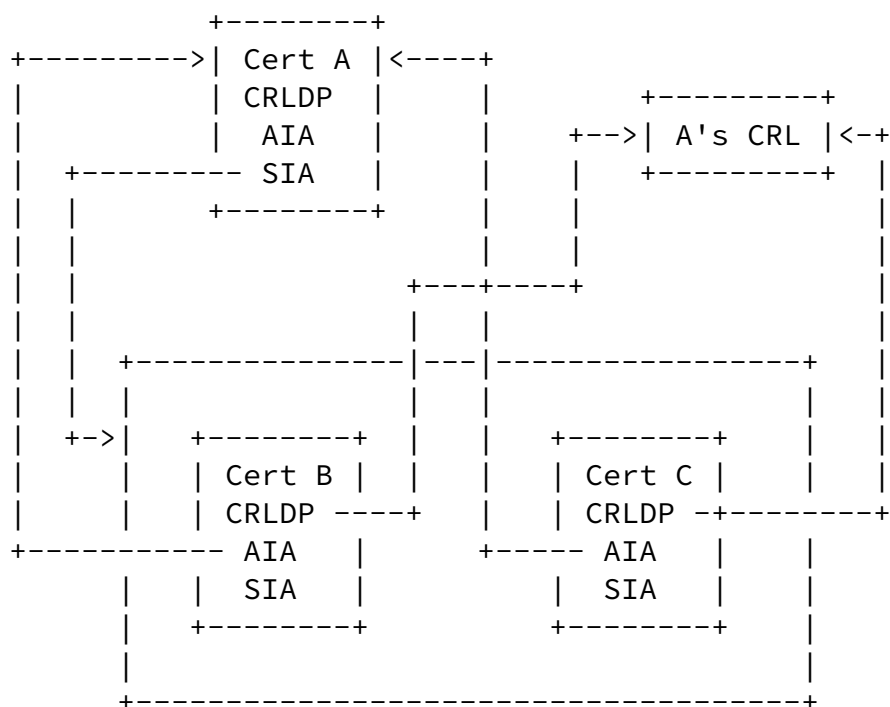 Cert A
CRLDP
A's CRL
AIA
SIA
Cert B
Cert C
CRLDP
CRLDP
AIA
AIA
SIA
SIA